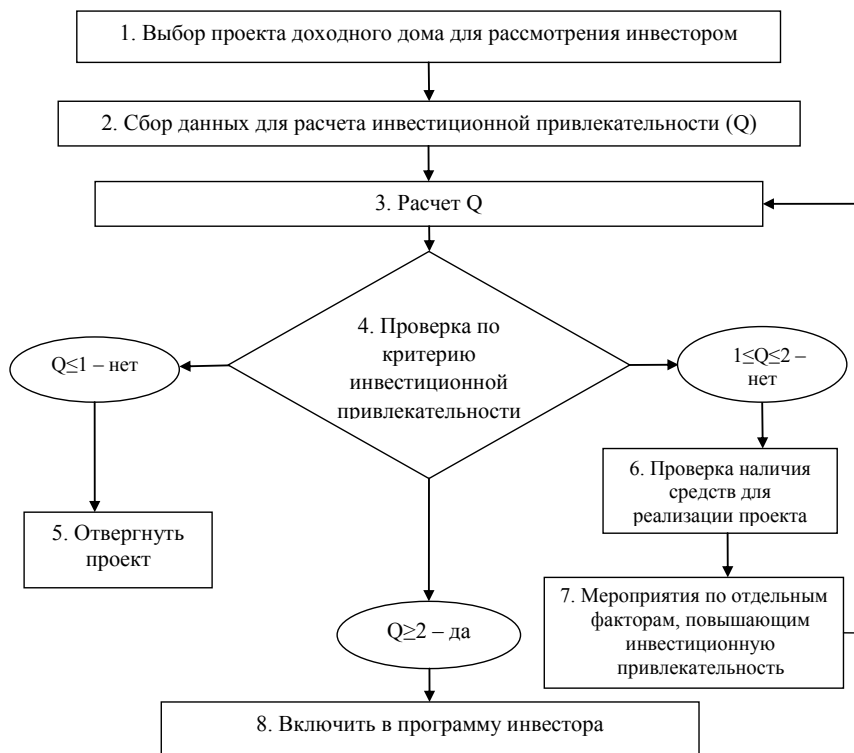 1. Выбор проекта доходного дома для рассмотрения инвестором
2. Сбор данных для расчета инвестиционной привлекательности (Q)
3. Расчет Q
4. Проверка по
критерию
инвестиционной
привлекательности
Q≤1 – нет
1≤Q≤2 –
нет
5. Отвергнуть
проект
6. Проверка наличия
средств для
реализации проекта
7. Мероприятия по отдельным
факторам, повышающим
инвестиционную
привлекательность
Q≥2 – да
8. Включить в программу инвестора